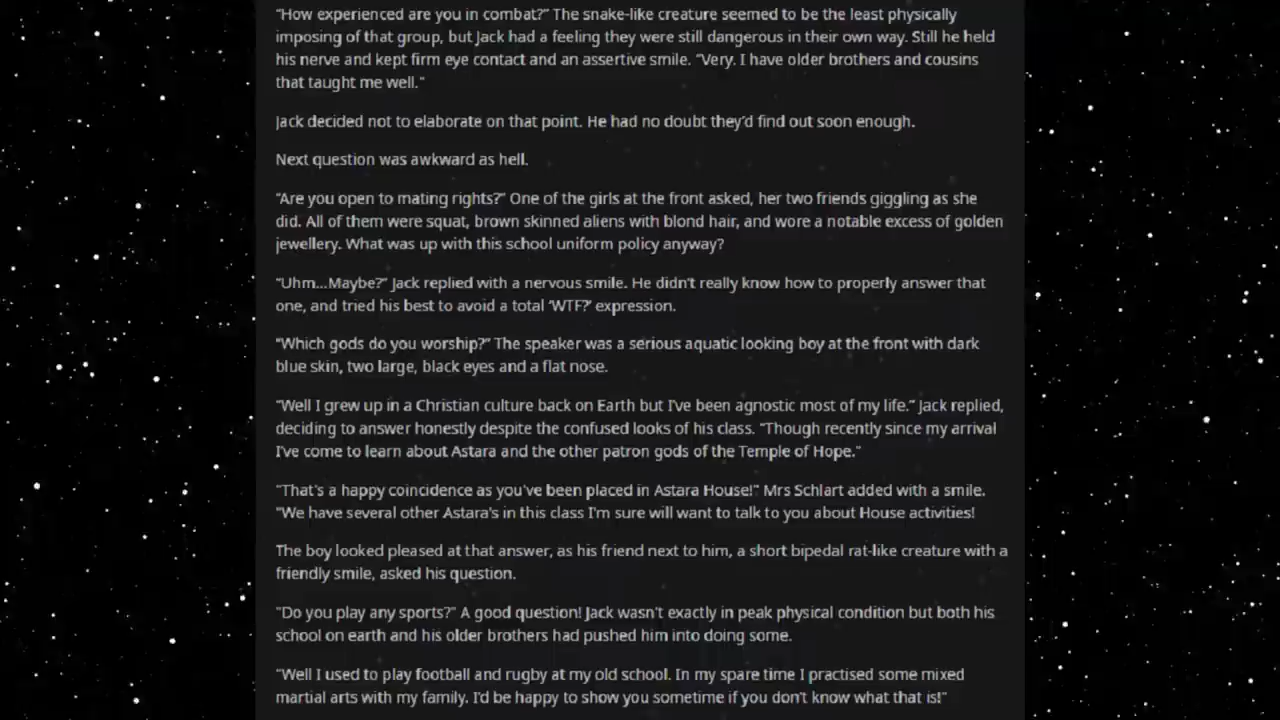 “How experienced are you in combat?” The snake-like creature seemed to be the least physically
imposing of that group, but Jack had a feeling they were still dangerous in their own way. Still he held
his nerve and kept firm eye contact and an assertive smile. “Very. I have older brothers and cousins
that taught me well.”
Jack decided not to elaborate on that point. He had no doubt they’d find out soon enough.
Next question was awkward as hell.
“Are you open to mating rights?” One of the girls at the front asked, her two friends giggling as she
did. All of them were squat, brown skinned aliens with blond hair, and wore a notable excess of golden
jewellery. What was up with this school uniform policy anyway?
“Uhm...Maybe?” Jack replied with a nervous smile. He didn’t really know how to properly answer that
one, and tried his best to avoid a total ‘WTF?’ expression.
“Which gods do you worship?” The speaker was a serious aquatic looking boy at the front with dark
blue skin, two large, black eyes and a flat nose.
“Well I grew up in a Christian culture back on Earth but I’ve been agnostic most of my life.” Jack replied,
deciding to answer honestly despite the confused looks of his class. “Though recently since my arrival
I’ve come to learn about Astara and the other patron gods of the Temple of Hope.”
“That’s a happy coincidence as you’ve been placed in Astara House!” Mrs Schlart added with a smile.
“We have several other Astara’s in this class I’m sure will want to talk to you about House activities!
The boy looked pleased at that answer, as his friend next to him, a short bipedal rat-like creature with a
friendly smile, asked his question.
“Do you play any sports?” A good question! Jack wasn’t exactly in peak physical condition but both his
school on earth and his older brothers had pushed him into doing some.
“Well I used to play football and rugby at my old school. In my spare time I practised some mixed
martial arts with my family. I’d be happy to show you sometime if you don’t know what that is!”